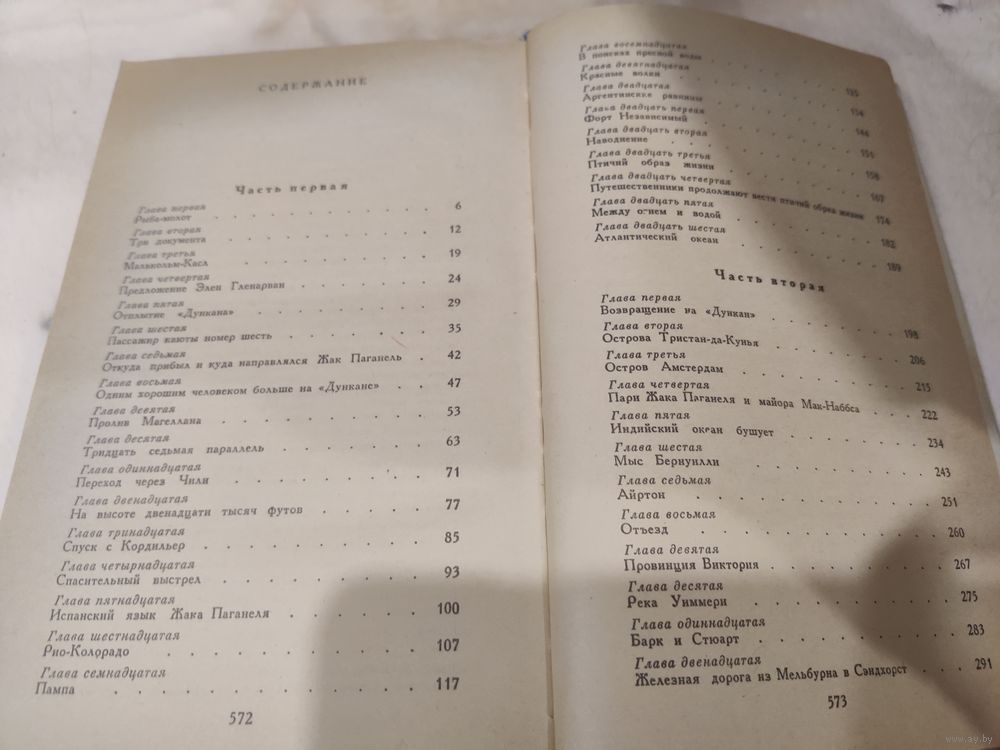 СОДЕРЖАНИЕ
Часть первая
Глава первая
Рыба-молот . . . . . . . . . . 6
Глава вторая
Три документа . . . . . . . . . 12
Глава третья
Малькольм-Касл . . . . . . . . 19
Глава четвертая
Предложение Элен Гленарван . . . . . 24
Глава пятая
Отплытие «Дункана» . . . . . . . 29
Глава шестая
Пассажир каюты номер шесть . . . . . 35
Глава седьмая
Откуда прибыл и куда направлялся Жак Паганель . 42
Глава восьмая
Одним хорошим человеком больше на «Дункане» . . 47
Глава девятая
Пролив Магеллана . . . . . . . . 53
Глава десятая
Тридцать седьмая параллель . . . . . 63
Глава одиннадцатая
Переход через Чили . . . . . . . 71
Глава двенадцатая
На высоте двенадцати тысяч футов . . . . 77
Глава тринадцатая
Спуск с Кордильер . . . . . . . . 85
Глава четырнадцатая
Спасительный выстрел . . . . . . . 93
Глава пятнадцатая
Испанский язык Жака Паганеля . . . . . 100
Глава шестнадцатая
Рио-Колорадо . . . . . . . . . 107
Глава семнадцатая
Пампа . . . . . . . . . . . 117
572
Глава восемнадцатая
В поисках пресной воды . . . . . .
Глава девятнадцатая
Красные волки . . . . . . . . 125
Глава двадцатая
Аргентинские равнины . . . . . . 134
Глава двадцать первая
Форт Независимый . . . . . . . 144
Глава двадцать вторая
Наводнение . . . . . . . . . 151
Глава двадцать третья
Птичий образ жизни . . . . . . . 158
Глава двадцать четвертая
Путешественники продолжают вести птичий образ жизни 167
Глава двадцать пятая
Между огнем и водой . . . . . . . 174
Глава двадцать шестая 182
Атлантический океан . . . . . . . 189
Часть вторая
Глава первая
Возвращение на «Дункан» . . . . . . 198
Глава вторая
Острова Тристан-да-Кунья . . . . . . 206
Глава третья
Остров Амстердам . . . . . . . . 215
Глава четвертая
Пари Жака Паганеля и майора Мак-Наббса . . . 222
Глава пятая
Индийский океан бушует . . . . . . 234
Глава шестая
Мыс Бернуилли . . . . . . . . 243
Глава седьмая
Айртон . . . . . . . . . . 251
Глава восьмая
Отъезд . . . . . . . . . . 260
Глава девятая
Провинция Виктория . . . . . . . 267
Глава десятая
Река Уиммери . . . . . . . . . 275
Глава одиннадцатая
Барк и Стюарт . . . . . . . . 283
Глава двенадцатая
Железная дорога из Мельбурна в Сэндхорст . . . 291
573
www.ay.by